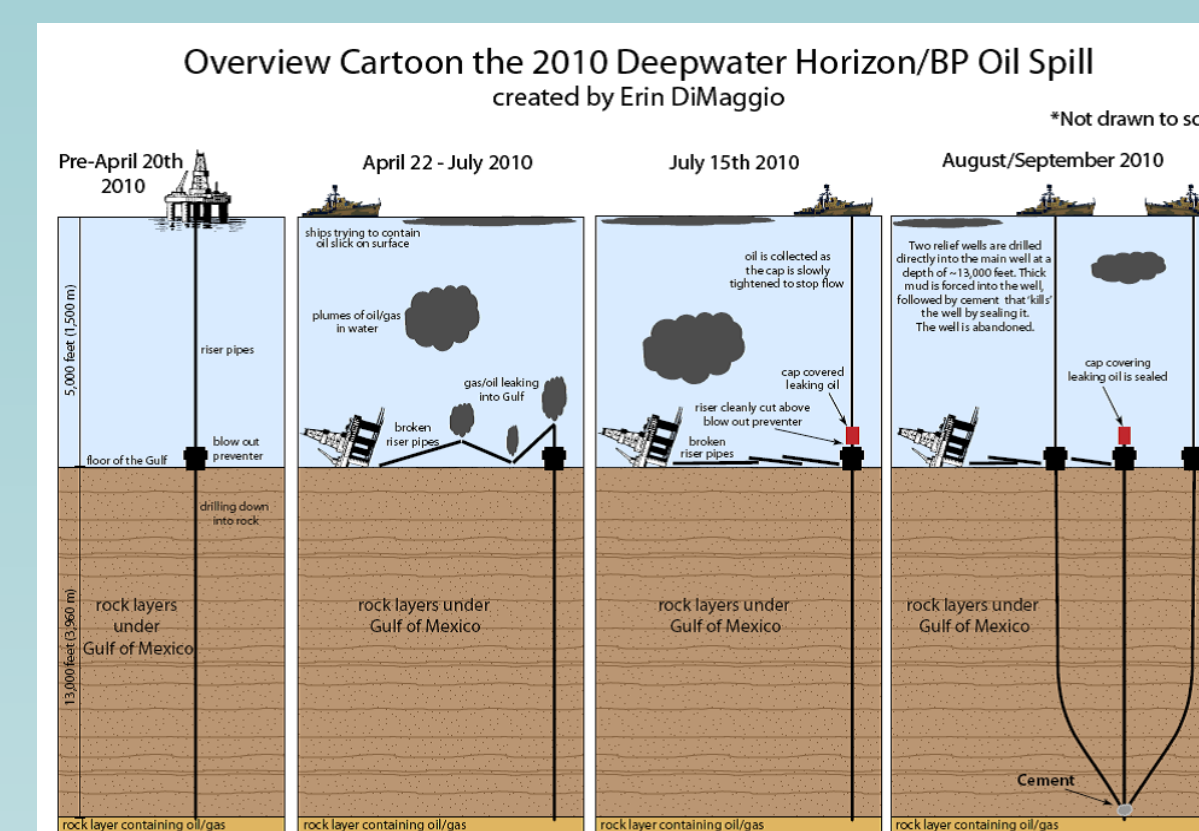 Overview Cartoon the 2010 Deepwater Horizon/BP Oil Spill
created by Erin DiMaggio
*Not drawn to sc
Pre-April 20th
2010
5,000 feet (1,500 m)
riser pipes
blow out
preventer
floor of the Gulf
drilling down
into rock
13,000 feet (3,960 m)
rock layers
under
Gulf of Mexico
rock layer containing oil/gas
April 22 - July 2010
ships trying to contain
oil slick on surface
plumes of oil/gas
in water
gas/oil leaking
into Gulf
broken
riser pipes
rock layers under
Gulf of Mexico
rock layer containing oil/gas
July 15th 2010
oil is collected as
the cap is slowly
tightened to stop flow
cap covered
leaking oil
riser cleanly cut above
blow out preventer
broken
riser pipes
rock layers under
Gulf of Mexico
rock layer containing oil/gas
August/September 2010
Two relief wells are drilled
directly into the main well at a
depth of ~13,000 feet. Thick
mud is forced into the well,
followed by cement that 'kills'
the well by sealing it.
The well is abandoned.
cap covering
leaking oil is sealed
rock layers under
Gulf of Mexico
Cement
rock layer containing oil/gas